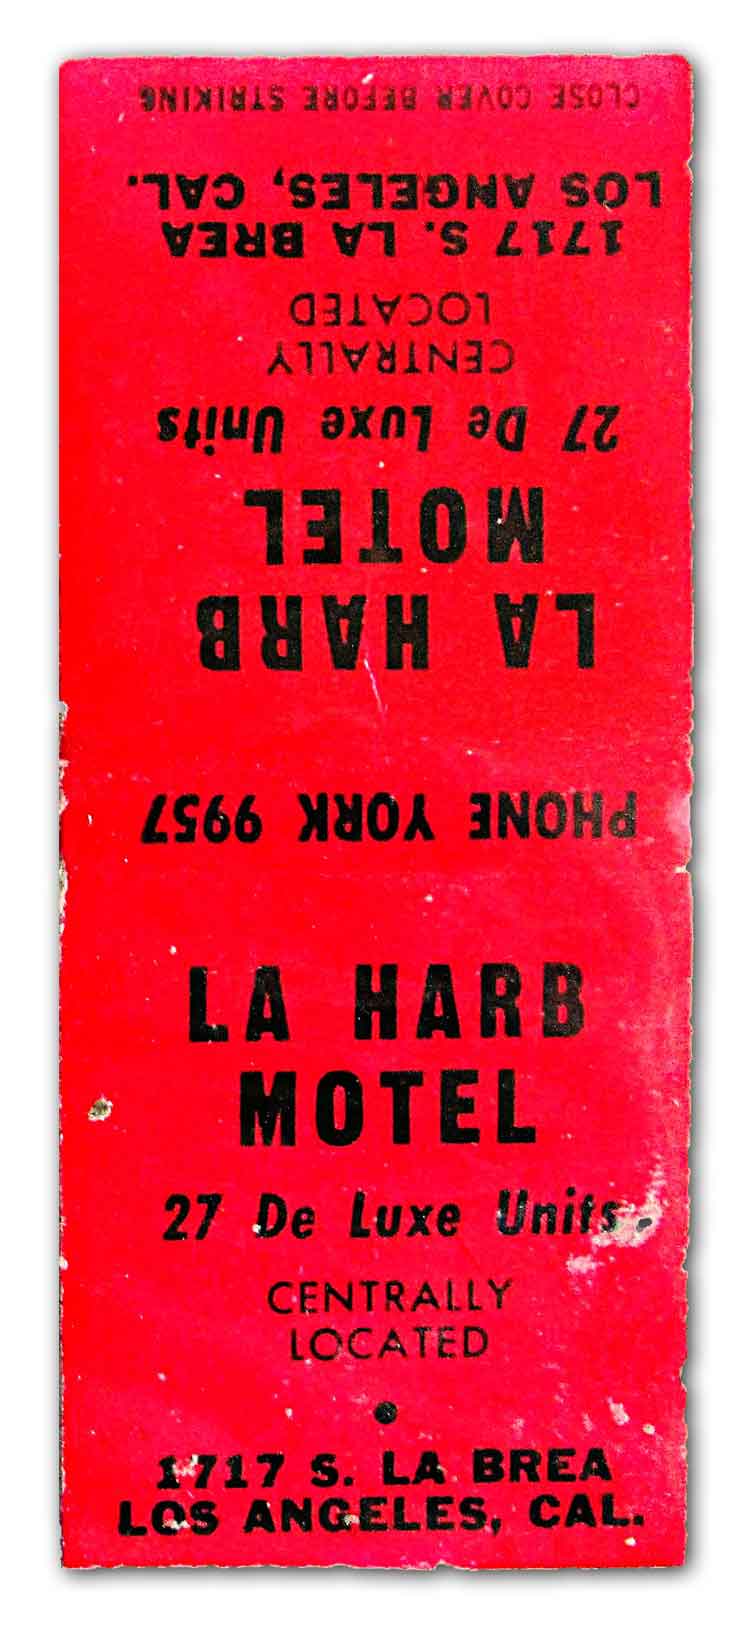 CLOSE COVER BEFORE STRIKING
LA HARB
MOTEL
27 De Luxe Units
CENTRALLY
LOCATED
1717 S. LA BREA
LOS ANGELES, CAL.
PHONE YORK 9957
LA HARB
MOTEL
27 De Luxe Units.
CENTRALLY
LOCATED
1717 S. LA BREA
LOS ANGELES, CAL.